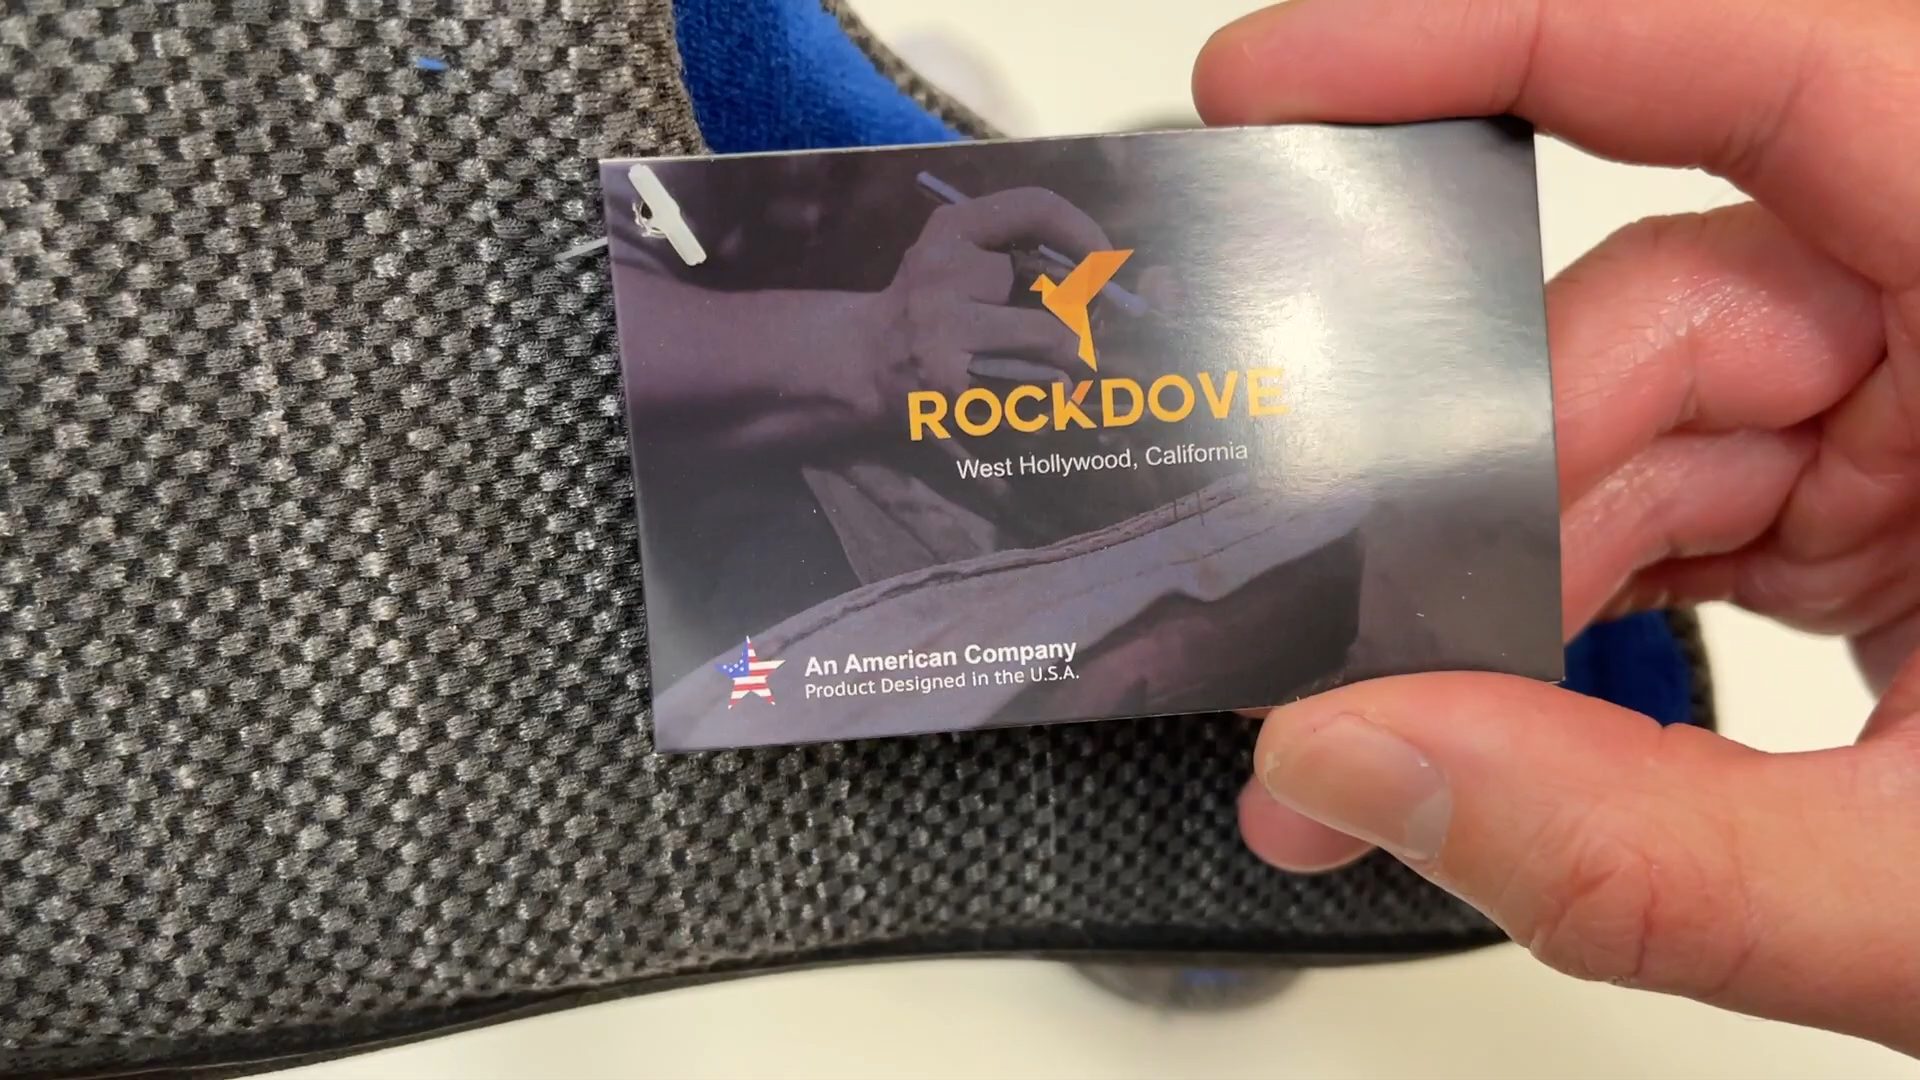 ROCKDOVE
West Hollywood, California
An American Company
Product Designed in the U.S.A.